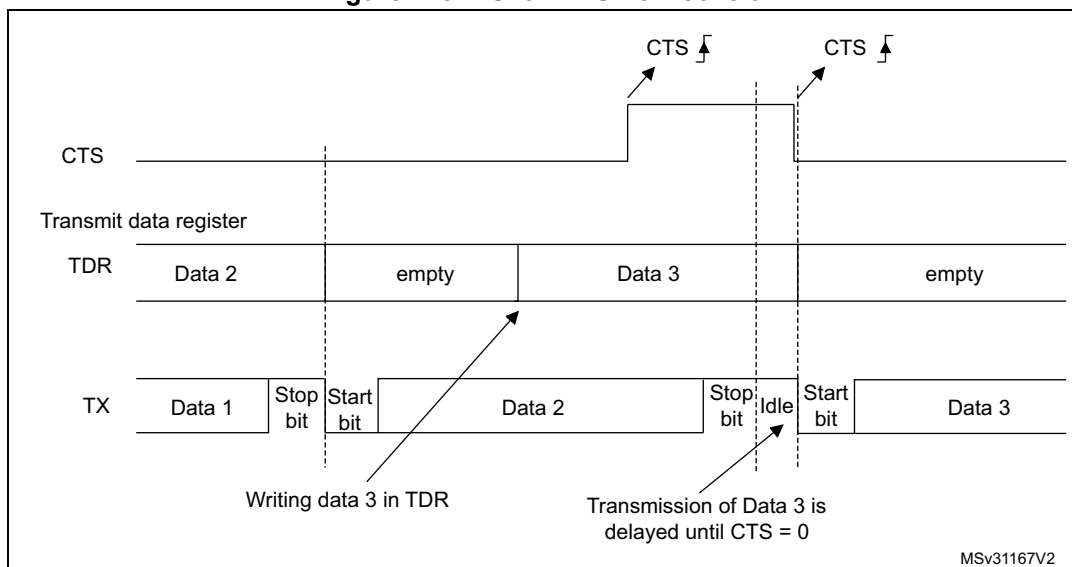 CTS CTS
CTS
Transmit data register
TDR Data 2 empty Data 3 empty
TX Data 1 Stop bit Start bit Data 2 Stop bit Idle Start bit Data 3
Writing data 3 in TDR
Transmission of Data 3 is
delayed until CTS = 0
MSv31167V2